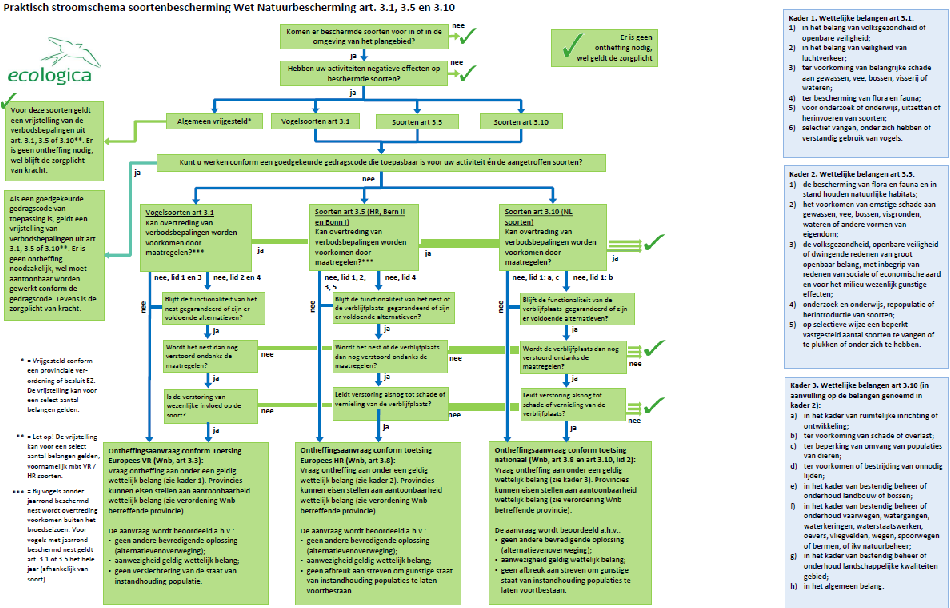 Praktisch stroomschema soortenbescherming Wet Natuurbescherming art. 3.1, 3.5 en 3.10
ecologica
Komen er beschermde soorten voor in of in de
omgeving van het plangebied?
nee
ja
Hebben uw activiteiten negatieve effecten op
beschermde soorten?
nee
ja
Er is geen
ontheffing nodig,
wel geldt de zorgplicht
Algemeen vrijgesteld*
Vogelsoorten art 3.1
Soorten art 3.5
Soorten art 3.10
Voor deze soorten geldt
een vrijstelling van de
verbodsbepalingen uit
art. 3.1, 3.5 of 3.10**. Er
is geen ontheffing nodig,
wel blijft de zorgplicht
van kracht.
Kunt u werken conform een goedgekeurde gedragscode die toepasbaar is voor uw activiteit én de aangetroffen soorten?
ja
nee
Als een goedgekeurde
gedragscode van
toepassing is, geldt een
vrijstelling van
verbodsbepalingen uit art.
3.1, 3.5 of 3.10**. Er is
geen ontheffing
noodzakelijk, wel moet
aantoonbaar worden
gewerkt conform de
gedragscode. Tevens is de
zorgplicht van kracht.
Vogelsoorten art 3.1
Kan overtreding van
verbodsbepalingen worden
voorkomen door
maatregelen?***
ja
Soorten art 3.5 (HR, Bern II
en Bonn I)
Kan overtreding van
verbodsbepalingen worden
voorkomen door
maatregelen?***
ja
Soorten art 3.10 (NL
soorten)
Kan overtreding van
verbodsbepalingen worden
voorkomen door
maatregelen?
nee, lid 1 en 3
nee, lid 2 en 4
nee, lid 1, 2,
3, 5
nee, lid 4
nee, lid 1: a, c
nee, lid 1: b
nee
nee
nee
Blijft de functionaliteit van het
nest gegarandeerd of zijn er
voldoende alternatieven?
Blijft de functionaliteit van het nest of
de verblijfplaats gegarandeerd of zijn
er voldoende alternatieven?
Blijft de functionaliteit van de
verblijfplaats gegarandeerd of zijn
er voldoende alternatieven?
ja
ja
ja
Wordt het nest dan nog
verstoord ondanks de
maatregelen?
nee
Wordt het nest of de verblijfplaats
dan nog verstoord ondanks de
maatregelen?
nee
Wordt de verblijfplaats dan nog
verstoord ondanks de
maatregelen?
nee
ja
ja
ja
Is de verstoring van
wezenlijke invloed op de
soort?
nee
Leidt verstoring alsnog tot schade of
vernieling van de verblijfplaats?
nee
Leidt verstoring alsnog tot
schade of vernieling van de
verblijfplaats?
nee
ja
ja
ja
Ontheffingsaanvraag conform Toetsing
Europees VR (Wnb, art 3.3):
Vraag ontheffing aan onder een geldig
wettelijk belang (zie kader 1). Provincies
kunnen eisen stellen aan aantoonbaarheid
wettelijk belang (zie verordening Wnb
betreffende provincie).
De aanvraag wordt beoordeeld a.h.v.:
• geen andere bevredigende oplossing
(alternatievenoverweging);
• aanwezigheid geldig wettelijk belang;
• geen verslechtering van de staat van
instandhouding populatie.
Ontheffingsaanvraag conform toetsing
Europees HR (Wnb, art 3.8):
Vraag ontheffing aan onder een geldig
wettelijk belang (zie kader 2). Provincies
kunnen eisen stellen aan aantoonbaarheid
wettelijk belang (zie verordening Wnb
betreffende provincie).
De aanvraag wordt beoordeeld a.h.v.:
• geen andere bevredigende oplossing
(alternatievenoverweging);
• aanwezigheid geldig wettelijk belang;
• geen afbreuk aan streven om gunstige staat
van instandhouding populaties te laten
voortbestaan.
Ontheffingsaanvraag conform toetsing
nationaal (Wnb, art 3.8 en art 3.10, lid 2):
Vraag ontheffing aan onder een geldig
wettelijk belang (zie kader 3). Provincies
kunnen eisen stellen aan aantoonbaarheid
wettelijk belang (zie verordening Wnb
betreffende provincie).
De aanvraag wordt beoordeeld a.h.v.:
• geen andere bevredigende oplossing
(alternatievenoverweging);
• aanwezigheid geldig wettelijk belang;
• geen afbreuk aan streven om gunstige
staat van instandhouding populaties te
laten voortbestaan.
* = Vrijgesteld conform
een provinciale ver-
ordening of besluit EZ.
De vrijstelling kan voor
een select aantal
belangen gelden.
** = Let op! De vrijstelling
kan voor een select
aantal belangen gelden,
voornamelijk mbt VR /
HR soorten.
*** = Bij vogels zonder
jaarrond beschermd
nest wordt overtreding
voorkomen buiten het
broedseizoen. Voor
vogels met jaarrond
beschermd nest geldt
art. 3.1 of 3.5 het hele
jaar (afhankelijk van
soort).
Kader 1. Wettelijke belangen art 3.1.
1) in het belang van volksgezondheid of
openbare veiligheid;
2) in het belang van veiligheid van
luchtverkeer;
3) ter voorkoming van belangrijke schade
aan gewassen, vee, bossen, visserij of
wateren;
4) ter bescherming van flora en fauna;
5) voor onderzoek of onderwijs, uitzetten of
herinvoeren van soorten;
6) selectief vangen, onder zich hebben of
verstandig gebruik van vogels.
Kader 2. Wettelijke belangen art 3.5.
1) de bescherming van flora en fauna en in
stand houden natuurlijke habitats;
2) het voorkomen van ernstige schade aan
gewassen, vee, bossen, visgronden,
wateren of andere vormen van
eigendom;
3) de volksgezondheid, openbare veiligheid
of dwingende redenen van groot
openbaar belang, met inbegrip van
redenen van sociale of economische aard
en voor het milieu wezenlijk gunstige
effecten;
4) onderzoek en onderwijs, repopulatie of
herintroductie van soorten;
5) op selectieve wijze een beperkt
vastgesteld aantal soorten te vangen of
te plukken of onder zich te hebben.
Kader 3. Wettelijke belangen art 3.10 (in
aanvulling op de belangen genoemd in
kader 2):
a) in het kader van ruimtelijke inrichting of
ontwikkeling;
b) ter voorkoming van schade of overlast;
c) ter beperking van omvang van populaties
van dieren;
d) ter voorkomen of bestrijding van onnodig
lijden;
e) in het kader van bestendig beheer of
onderhoud landbouw of bossen;
f) in het kader van bestendig beheer of
onderhoud vaarwegen, watergangen,
waterkeringen, waterstaatswerken,
oevers, vliegvelden, wegen, spoorwegen
of bermen, of ikv natuurbeheer;
g) in het kader van bestendig beheer of
onderhoud landschappelijke kwaliteiten
gebied;
h) in het algemeen belang.